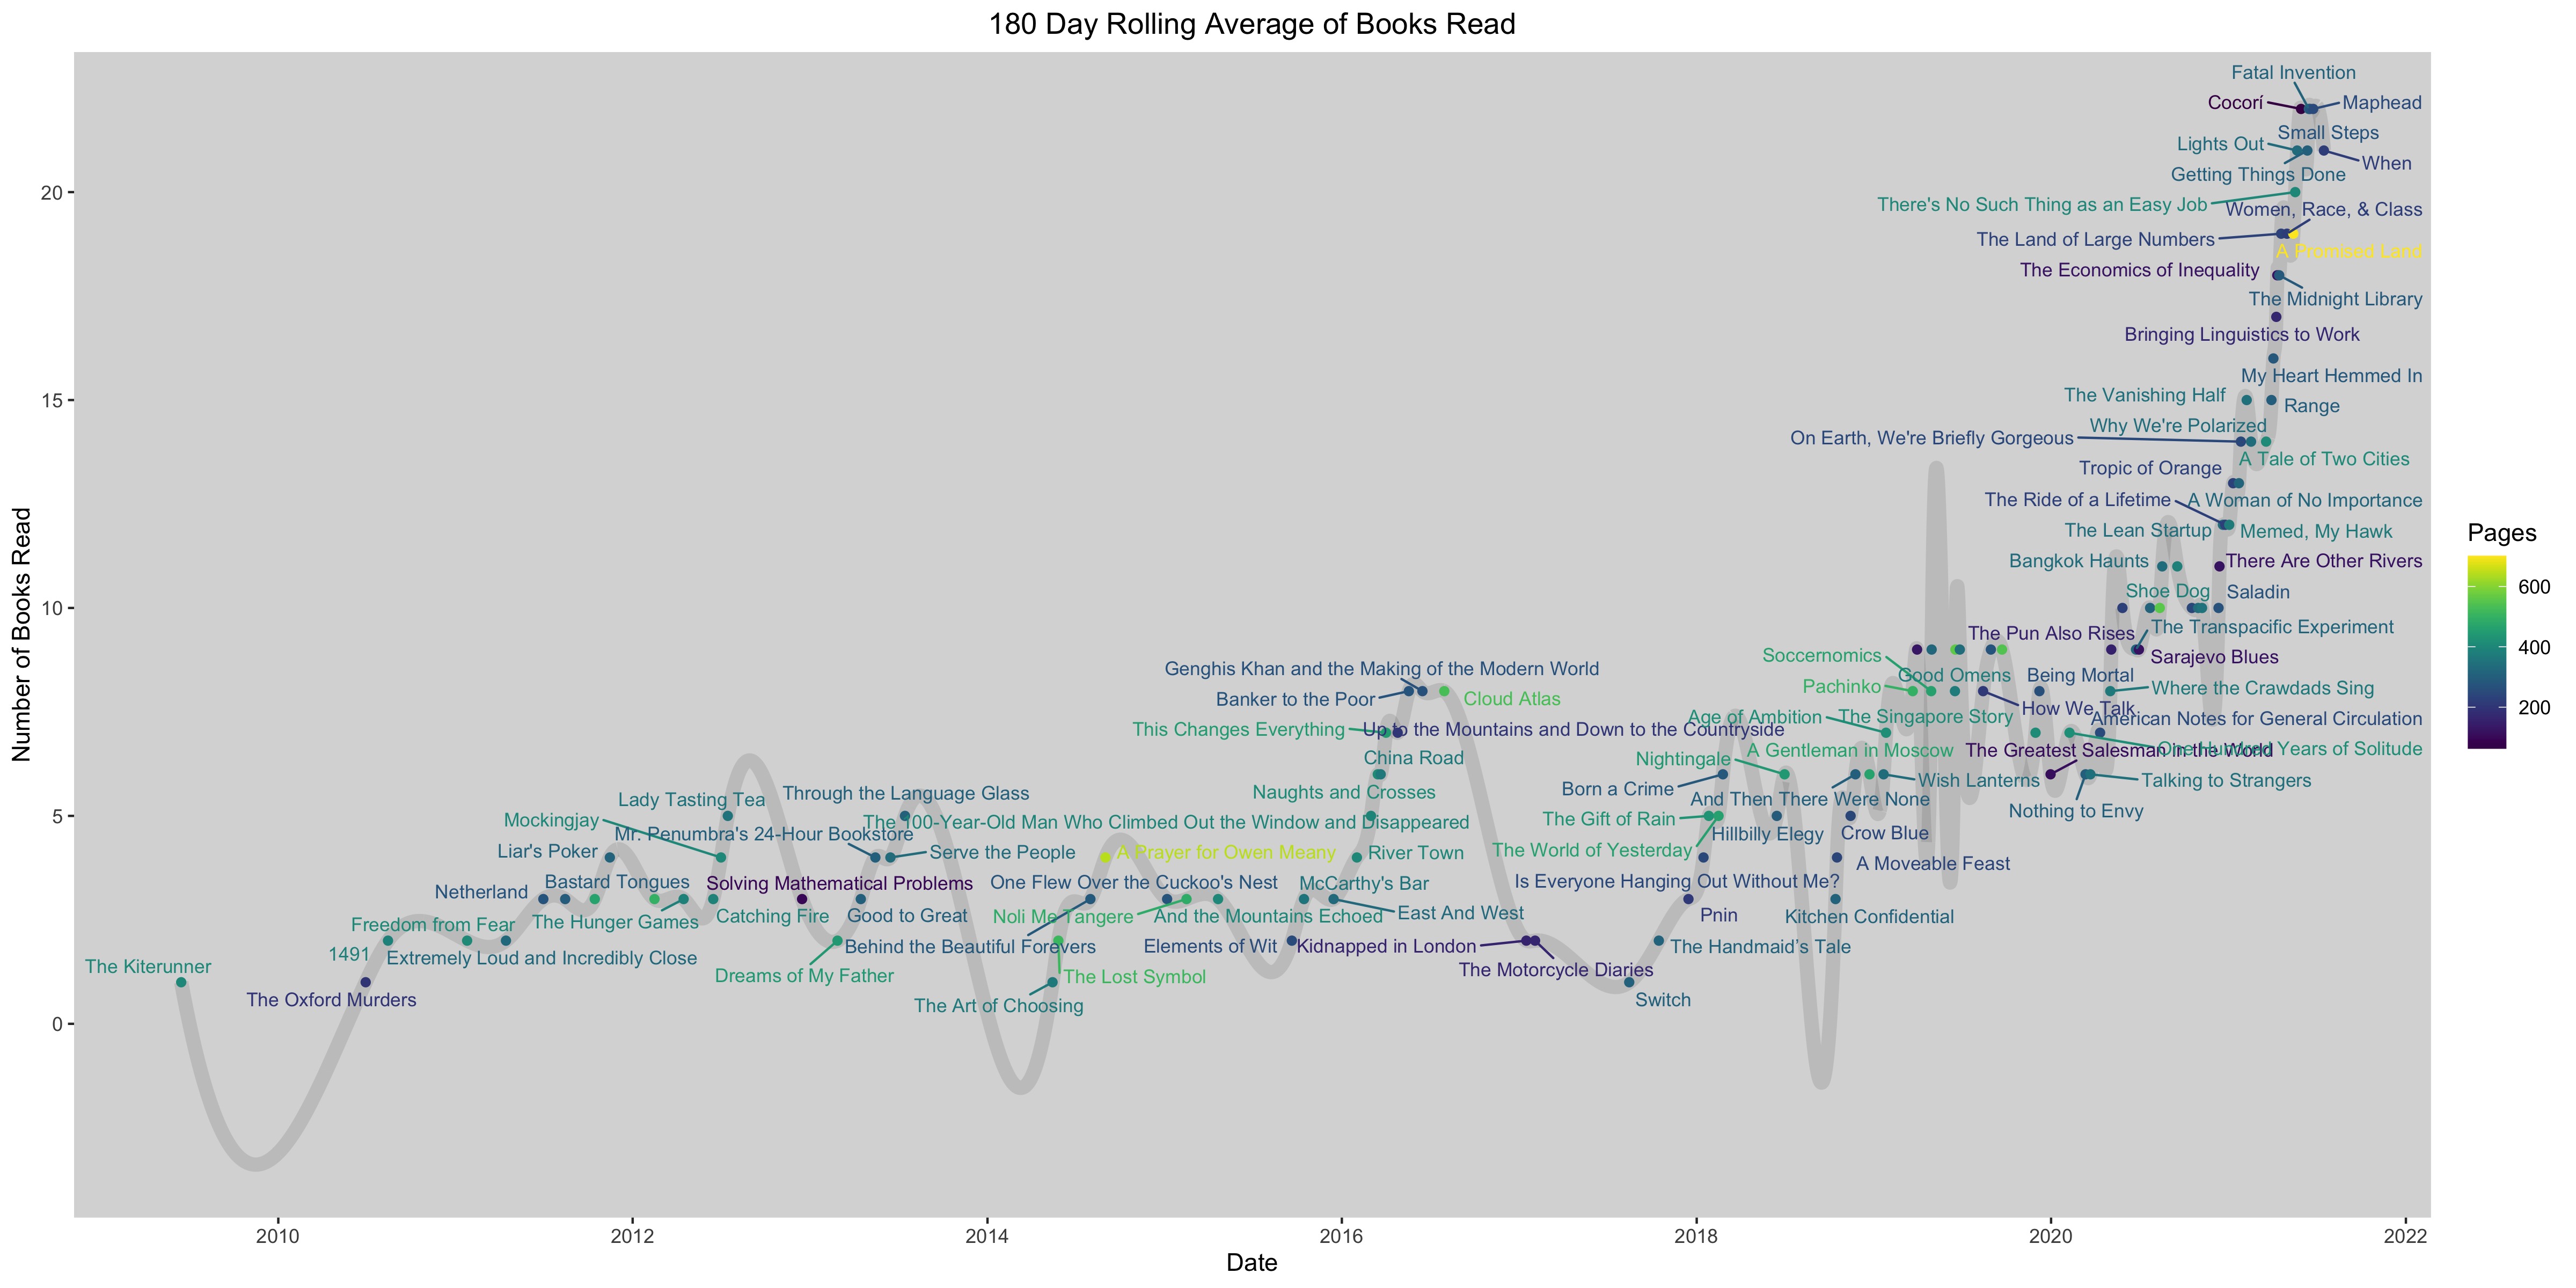 180 Day Rolling Average of Books Read
Fatal Invention
Cocorí
Maphead
Small Steps
Lights Out
When
Getting Things Done
20
There's No Such Thing as an Easy Job
Women, Race, & Class
The Land of Large Numbers
A Promised Land
The Economics of Inequality
The Midnight Library
Bringing Linguistics to Work
My Heart Hemmed In
The Vanishing Half
15
Range
Why We're Polarized
On Earth, We're Briefly Gorgeous
A Tale of Two Cities
Tropic of Orange
The Ride of a Lifetime
A Woman of No Importance
The Lean Startup
Memed, My Hawk
Bangkok Haunts
There Are Other Rivers
Shoe Dog
Saladin
10
The Pun Also Rises
The Transpacific Experiment
Soccernomics
Sarajevo Blues
Genghis Khan and the Making of the Modern World
Good Omens
Being Mortal
Banker to the Poor
Cloud Atlas
Pachinko
Where the Crawdads Sing
How We Talk
This Changes Everything
Up to the Mountains and Down to the Countryside
Age of Ambition
The Singapore Story
American Notes for General Circulation
China Road
Nightingale
A Gentleman in Moscow
The Greatest Salesman in the World
One Hundred Years of Solitude
Born a Crime
Wish Lanterns
Talking to Strangers
Lady Tasting Tea
Through the Language Glass
Naughts and Crosses
And Then There Were None
Nothing to Envy
5
Mockingjay
Mr. Penumbra's 24-Hour Bookstore
The 100-Year-Old Man Who Climbed Out the Window and Disappeared
The Gift of Rain
Hillbilly Elegy
Crow Blue
Liar's Poker
Serve the People
A Prayer for Owen Meany
River Town
The World of Yesterday
A Moveable Feast
Netherland
Bastard Tongues
Solving Mathematical Problems
One Flew Over the Cuckoo's Nest
McCarthy's Bar
Is Everyone Hanging Out Without Me?
Freedom from Fear
The Hunger Games
Catching Fire
Good to Great
Noli Me Tangere
And the Mountains Echoed
East And West
Pnin
Kitchen Confidential
1491
Extremely Loud and Incredibly Close
Behind the Beautiful Forevers
Elements of Wit
Kidnapped in London
The Handmaid's Tale
The Kiterunner
Dreams of My Father
The Lost Symbol
The Motorcycle Diaries
The Oxford Murders
The Art of Choosing
Switch
0
Number of Books Read
2010
2012
2014
2016
2018
2020
2022
Date
Pages
600
400
200